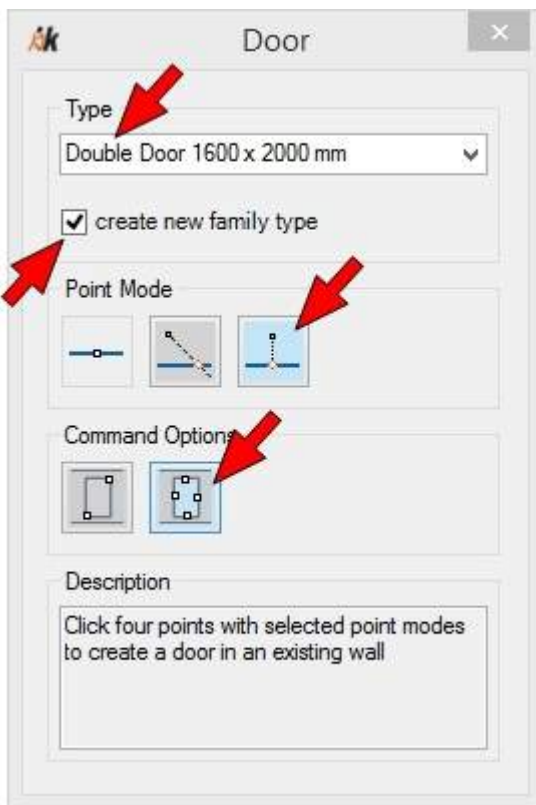 Door
Type
Double Door 1600 x 2000 mm
create new family type
Point Mode
Command Options
Description
Click four points with selected point modes
to create a door in an existing wall